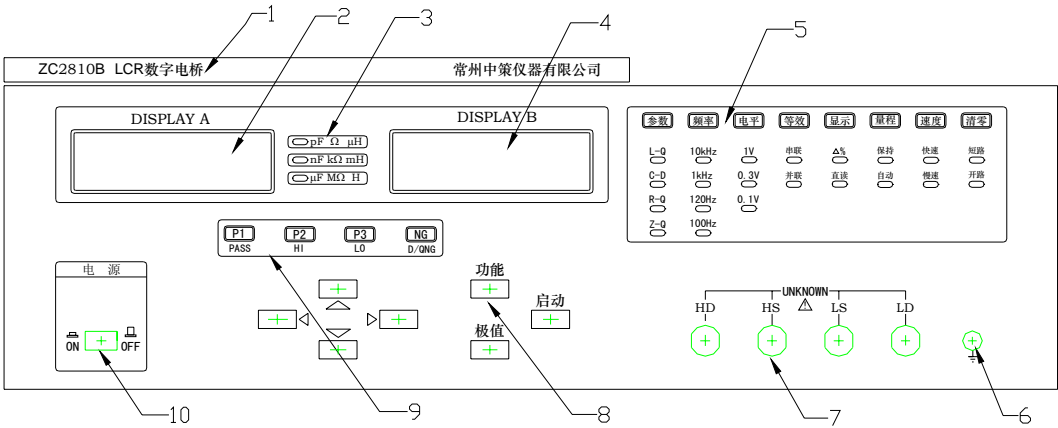 1 2 3 4 5
ZC2810B LCR数字电桥 常州中策仪器有限公司
DISPLAY A DISPLAY B
pF Ω μH
nF kΩ mH
μF MΩ H
参数 频率 电平 等效 显示 量程 速度 清零
L-Q 10kHz 1V 串联 Δ% 保持 快速 短路
C-D 1kHz 0.3V 并联 直读 自动 慢速 开路
R-Q 120Hz 0.1V
Z-Q 100Hz
P1 P2 P3 NG
PASS HI LO D/QNG
电 源
ON OFF
功能
启动
极值
UNKNOWN
HD HS LS LD
10 9 8 7 6